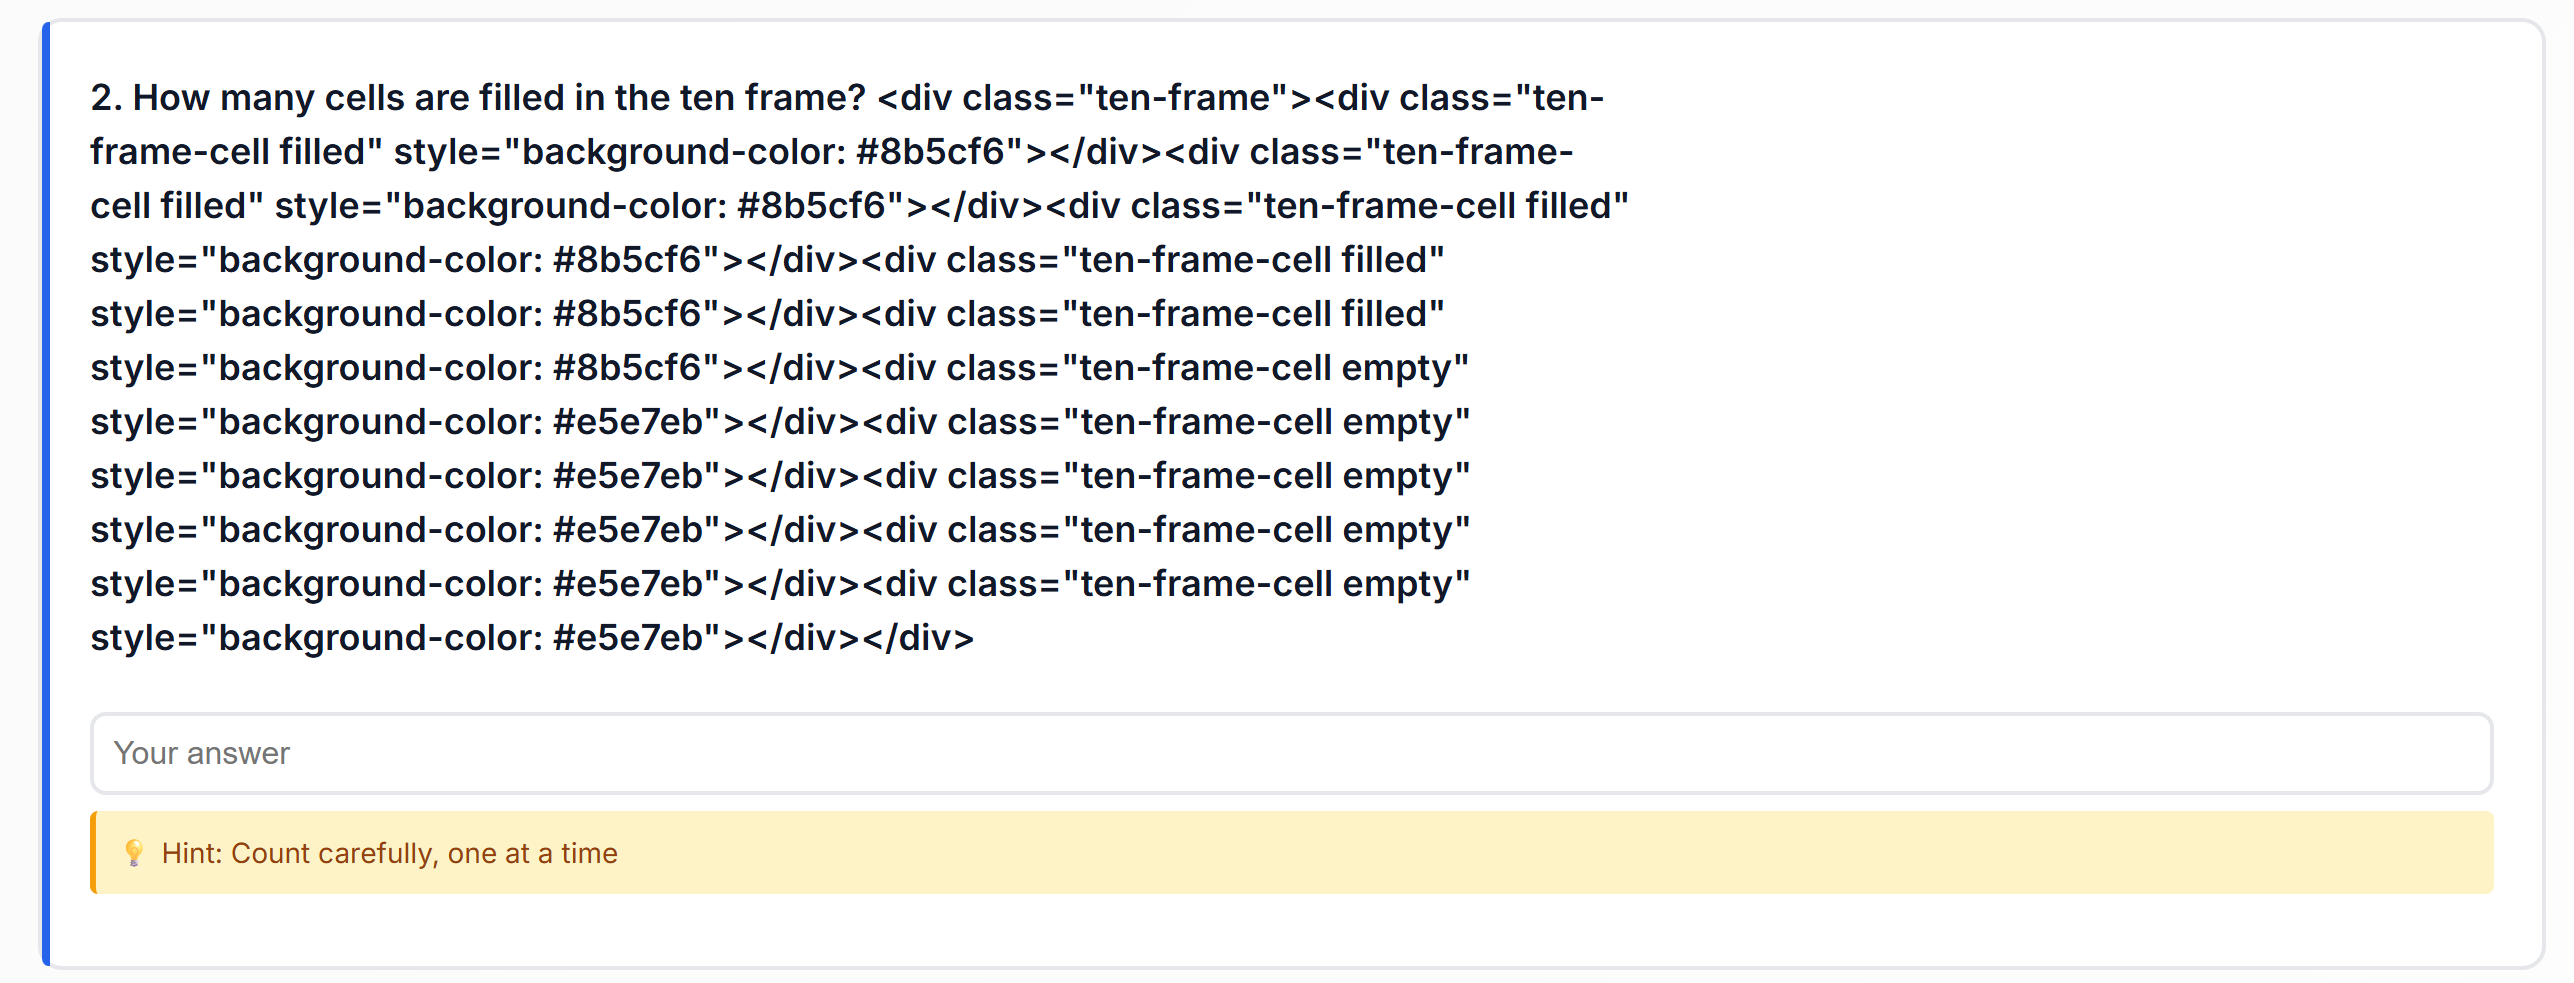 2. How many cells are filled in the ten frame? <div class="ten-frame"><div class="ten-
frame-cell filled" style="background-color: #8b5cf6"></div><div class="ten-frame-
cell filled" style="background-color: #8b5cf6"></div><div class="ten-frame-cell filled"
style="background-color: #8b5cf6"></div><div class="ten-frame-cell filled"
style="background-color: #8b5cf6"></div><div class="ten-frame-cell filled"
style="background-color: #8b5cf6"></div><div class="ten-frame-cell empty"
style="background-color: #e5e7eb"></div><div class="ten-frame-cell empty"
style="background-color: #e5e7eb"></div><div class="ten-frame-cell empty"
style="background-color: #e5e7eb"></div><div class="ten-frame-cell empty"
style="background-color: #e5e7eb"></div><div class="ten-frame-cell empty"
style="background-color: #e5e7eb"></div></div>
Your answer
💡 Hint: Count carefully, one at a time